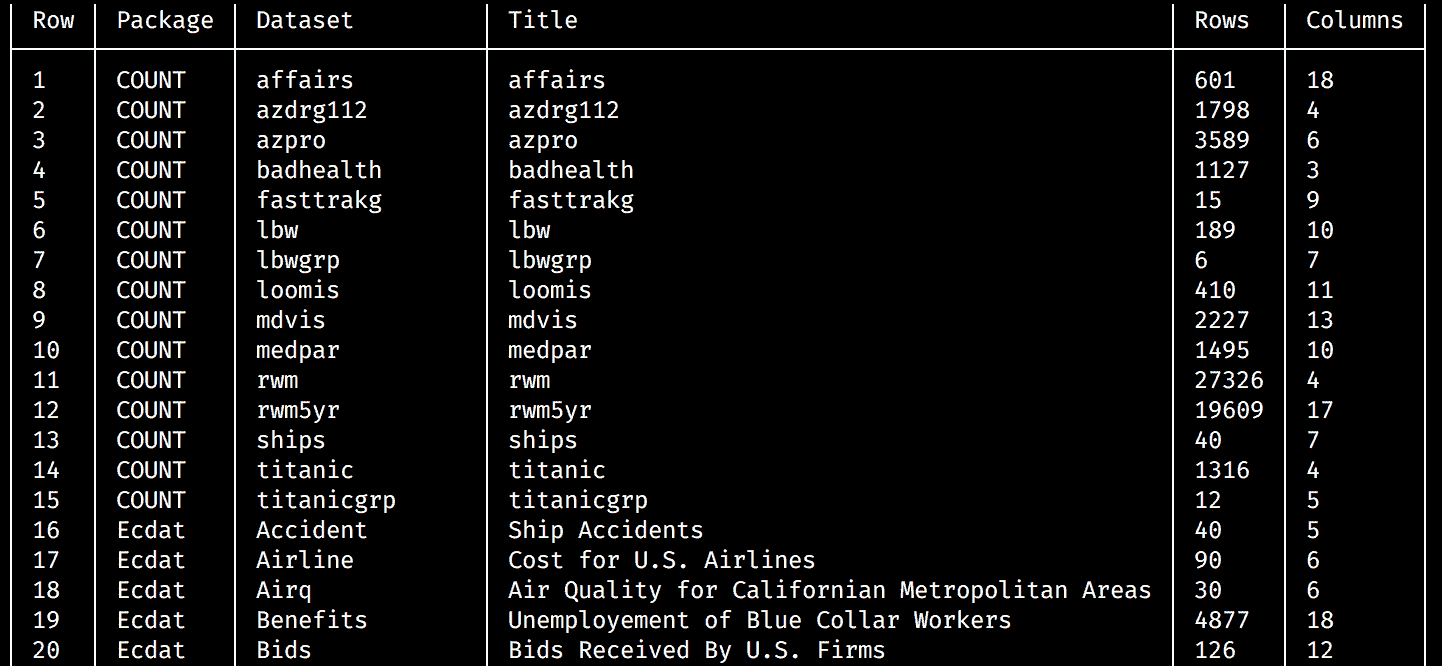 Row Package Dataset Title Rows Columns
1 COUNT affairs affairs 601 18
2 COUNT azdrg112 azdrg112 1798 4
3 COUNT azpro azpro 3589 6
4 COUNT badhealth badhealth 1127 3
5 COUNT fasttrakg fasttrakg 15 9
6 COUNT lbw lbw 189 10
7 COUNT lbwgrp lbwgrp 6 7
8 COUNT loomis loomis 410 11
9 COUNT mdvis mdvis 2227 13
10 COUNT medpar medpar 1495 10
11 COUNT rwm rwm 27326 4
12 COUNT rwm5yr rwm5yr 19609 17
13 COUNT ships ships 40 7
14 COUNT titanic titanic 1316 4
15 COUNT titanicgrp titanicgrp 12 5
16 Ecdat Accident Ship Accidents 40 5
17 Ecdat Airline Cost for U.S. Airlines 90 6
18 Ecdat Airq Air Quality for Californian Metropolitan Areas 30 6
19 Ecdat Benefits Unemployement of Blue Collar Workers 4877 18
20 Ecdat Bids Bids Received By U.S. Firms 126 12